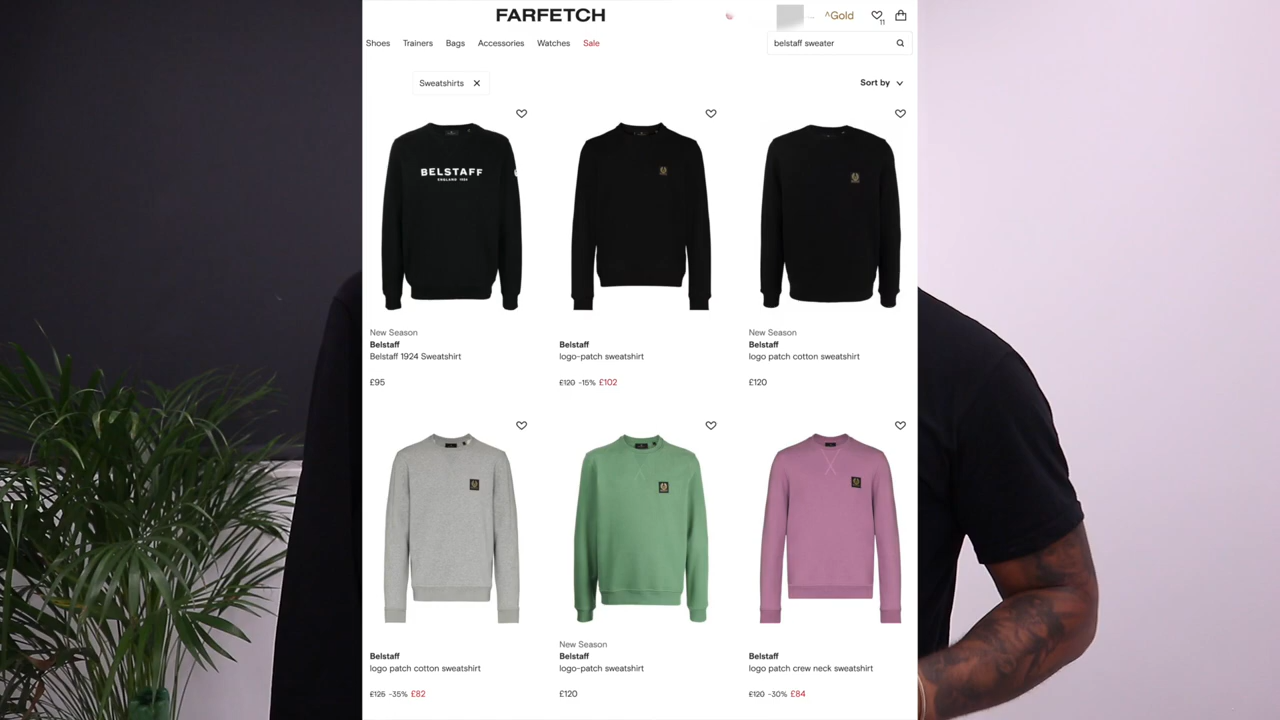 FARFETCH
^Gold
11
Shoes Trainers Bags Accessories Watches Sale
belstaff sweater
Sweatshirts ✕
Sort by
BELSTAFF
ENGLAND 1924
New Season
Belstaff
Belstaff 1924 Sweatshirt
£95
Belstaff
logo-patch sweatshirt
£120 -15% £102
New Season
Belstaff
logo patch cotton sweatshirt
£120
Belstaff
logo patch cotton sweatshirt
£125 -35% £82
New Season
Belstaff
logo-patch sweatshirt
£120
Belstaff
logo patch crew neck sweatshirt
£120 -30% £84